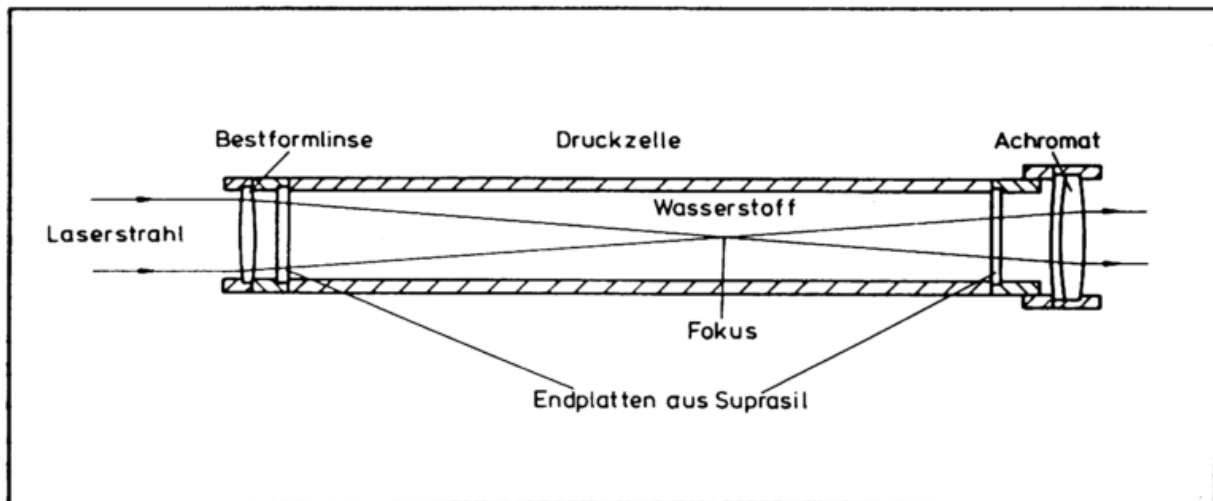 Bestformlinse
Druckzelle
Achromat
Wasserstoff
Laserstrahl
Fokus
Endplatten aus Suprasil